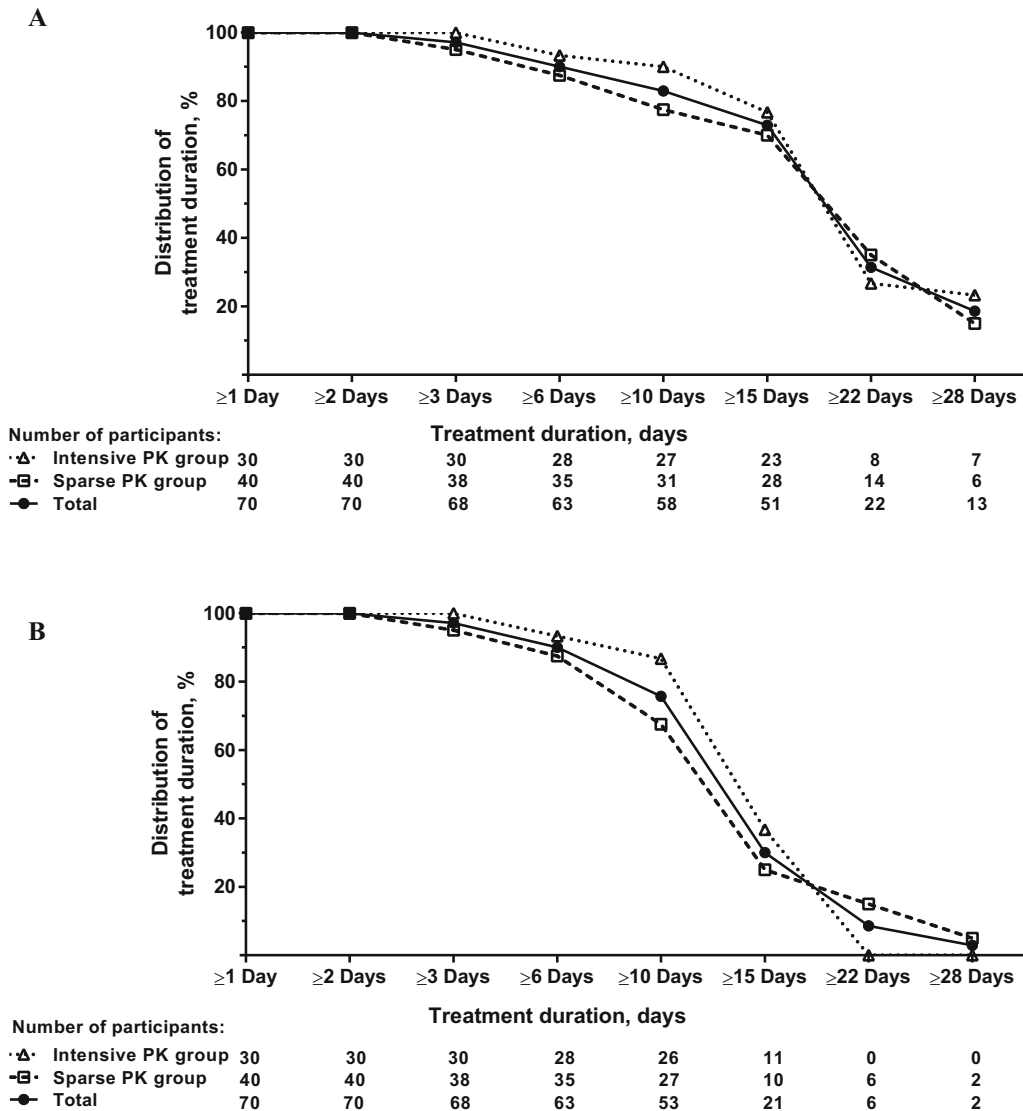 A
100
80
60
40
20
Distribution of
treatment duration, %
≥1 Day ≥2 Days ≥3 Days ≥6 Days ≥10 Days ≥15 Days ≥22 Days ≥28 Days
Treatment duration, days
Number of participants:
Intensive PK group 30 30 30 28 27 23 8 7
Sparse PK group 40 40 38 35 31 28 14 6
Total 70 70 68 63 58 51 22 13
B
100
80
60
40
20
Distribution of
treatment duration, %
≥1 Day ≥2 Days ≥3 Days ≥6 Days ≥10 Days ≥15 Days ≥22 Days ≥28 Days
Treatment duration, days
Number of participants:
Intensive PK group 30 30 30 28 26 11 0 0
Sparse PK group 40 40 38 35 27 10 6 2
Total 70 70 68 63 53 21 6 2